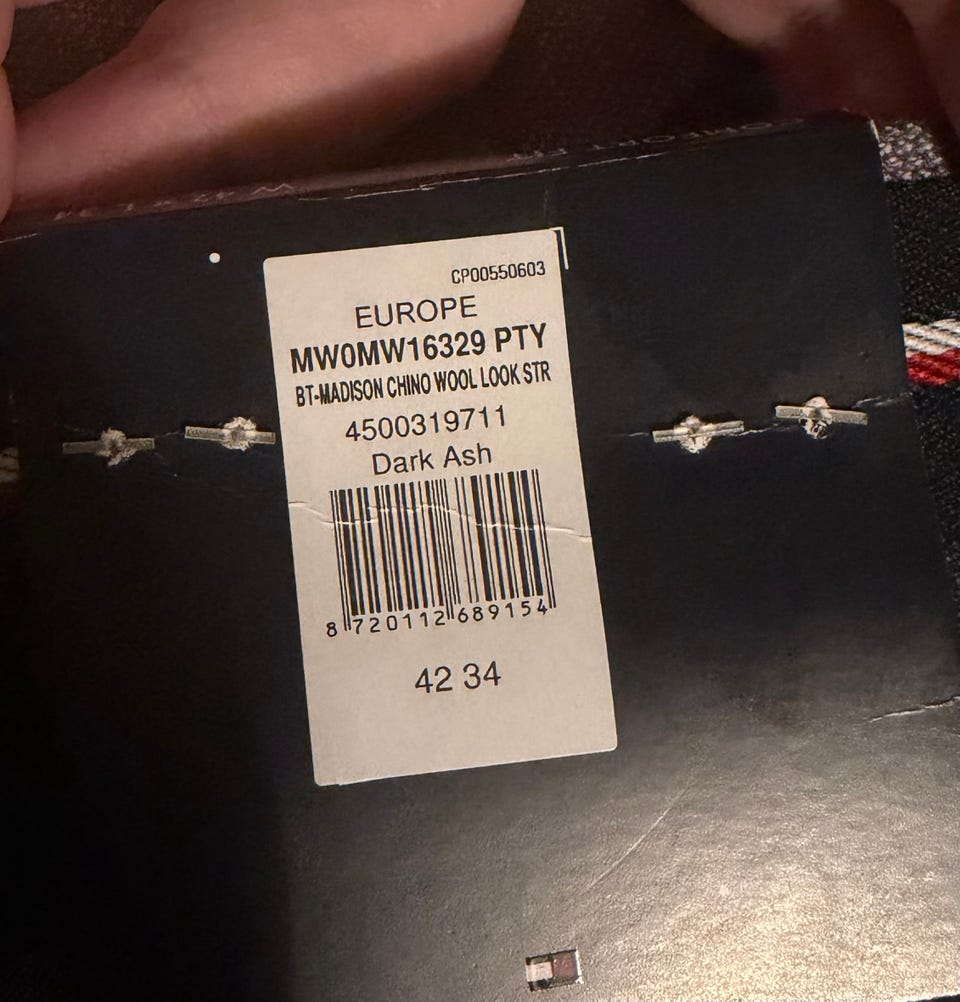 CP00550603
EUROPE
MW0MW16329 PTY
BT-MADISON CHINO WOOL LOOK STR
4500319711
Dark Ash
8 720112 689154
42 34